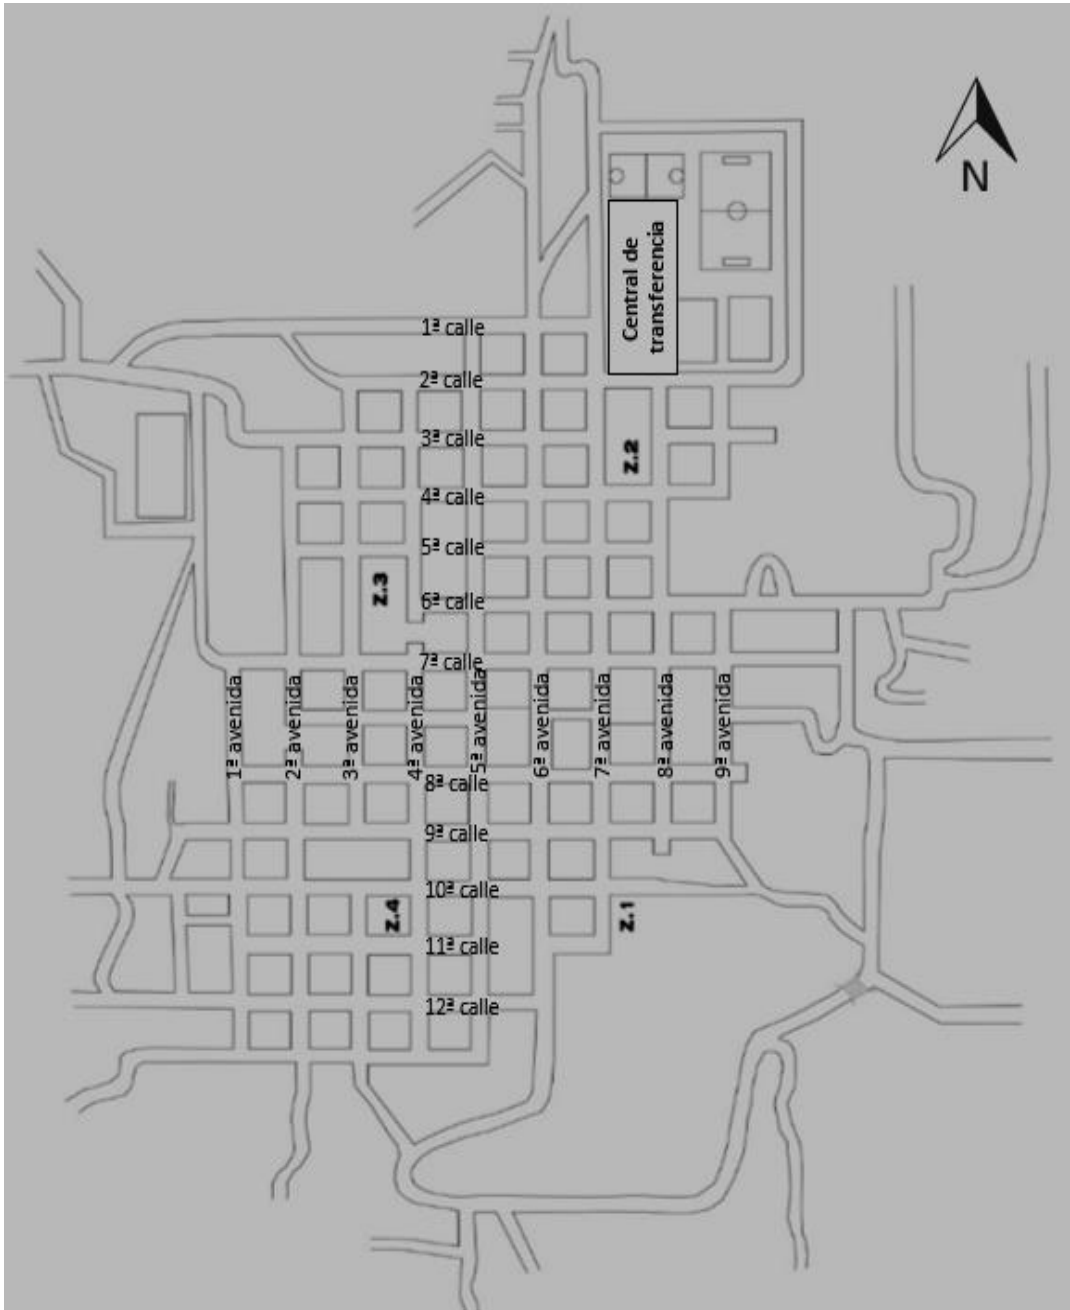 N
Central de
transferencia
1ª calle
2ª calle
3ª calle
Z.2
4ª calle
5ª calle
Z.3
6ª calle
7ª calle
1ª avenida
2ª avenida
3ª avenida
4ª avenida
5ª avenida
6ª avenida
7ª avenida
8ª avenida
9ª avenida
8ª calle
9ª calle
10ª calle
Z.4
Z.1
11ª calle
12ª calle